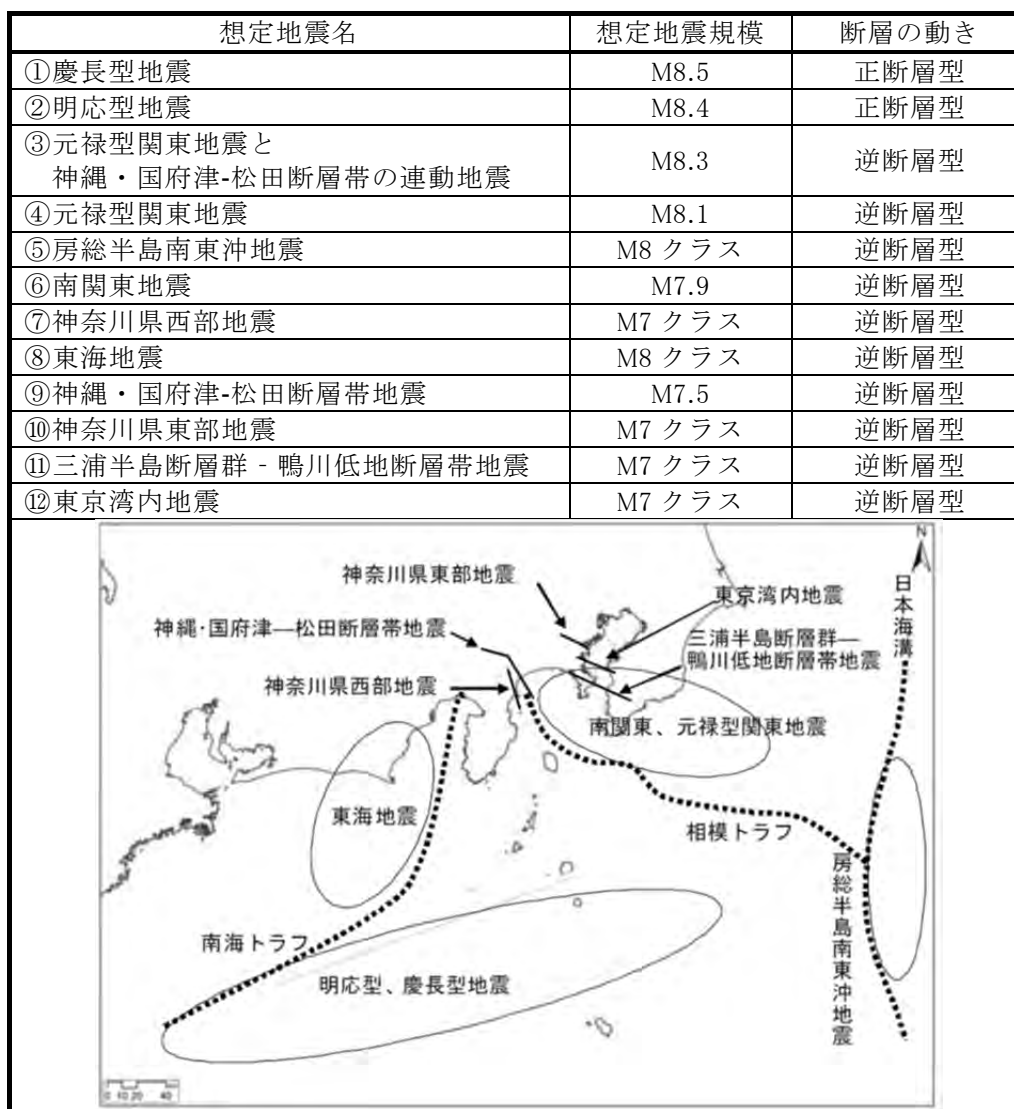 想定地震名 想定地震規模 断層の動き
①慶長型地震 M8.5 正断層型
②明応型地震 M8.4 正断層型
③元禄型関東地震と
神縄・国府津-松田断層帯の連動地震 M8.3 逆断層型
④元禄型関東地震 M8.1 逆断層型
⑤房総半島南東沖地震 M8 クラス 逆断層型
⑥南関東地震 M7.9 逆断層型
⑦神奈川県西部地震 M7 クラス 逆断層型
⑧東海地震 M8 クラス 逆断層型
⑨神縄・国府津-松田断層帯地震 M7.5 逆断層型
⑩神奈川県東部地震 M7 クラス 逆断層型
⑪三浦半島断層群‐鴨川低地断層帯地震 M7 クラス 逆断層型
⑫東京湾内地震 M7 クラス 逆断層型
N
日本海溝
神奈川県東部地震
東京湾内地震
神縄・国府津―松田断層帯地震
三浦半島断層群―
鴨川低地断層帯地震
神奈川県西部地震
南関東、元禄型関東地震
東海地震
相模トラフ
房総半島南東沖地震
南海トラフ
明応型、慶長型地震
0 10 20 40